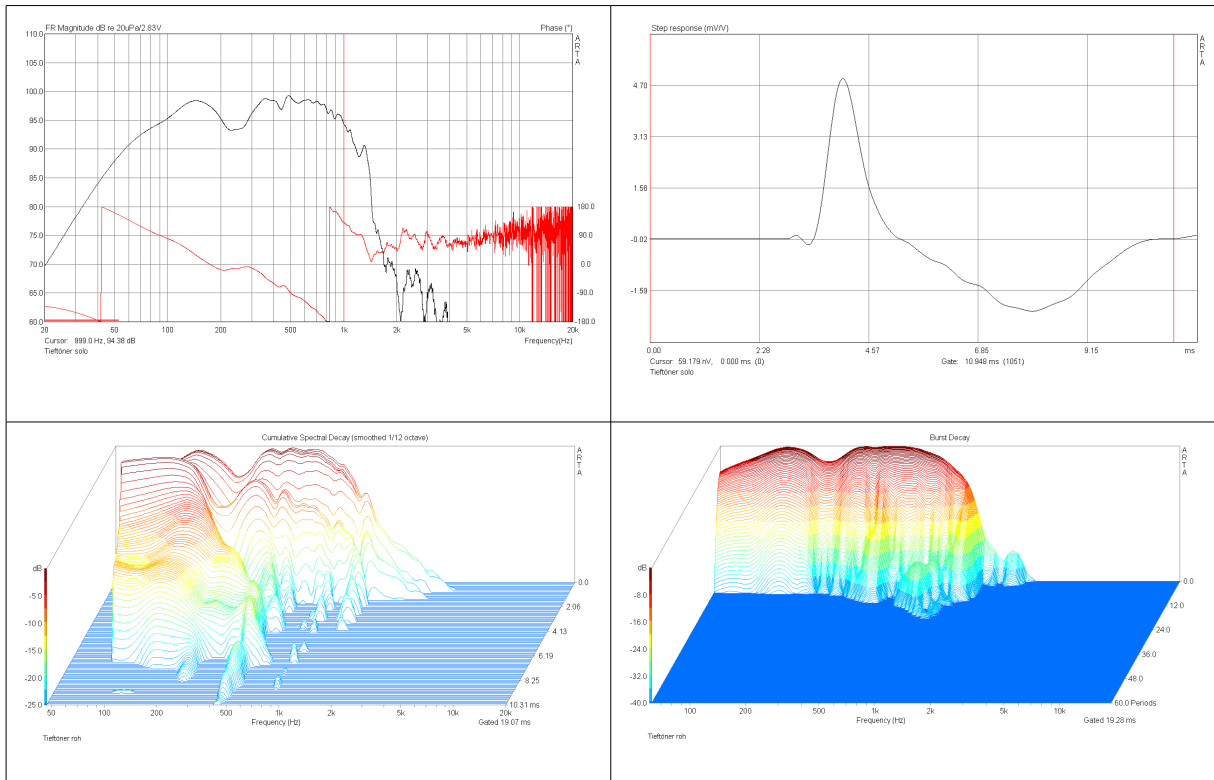 FR Magnitude dB re 20uPa/2.83V Phase (°)
110.0
105.0
100.0
95.0
90.0
85.0
80.0 180.0
75.0 90.0
70.0 0.0
65.0 -90.0
60.0 -180.0
20 50 100 200 500 1k 2k 5k 10k 20k
Cursor: 999.0 Hz, 94.38 dB Frequency(Hz)
Tieftöner solo
A
R
T
A
Step response (mV/V)
A
R
T
A
4.70
3.13
1.56
-0.02
-1.59
0.00 2.28 4.57 6.85 9.15 ms
Cursor: 59.179 nV, 0.000 ms (0) Gate: 10.948 ms (1051)
Tieftöner solo
Cumulative Spectral Decay (smoothed 1/12 octave)
A
R
T
A
dB
-5.0
-10.0
-15.0
-20.0
-25.0
0.0
2.06
4.13
6.19
8.25
10.31 ms
50 100 200 500 1k 2k 5k 10k 20k
Frequency (Hz) Gated 19.07 ms
Tieftöner roh
Burst Decay
A
R
T
A
dB
-8.0
-16.0
-24.0
-32.0
-40.0
0.0
12.0
24.0
36.0
48.0
60.0 Periods
100 200 500 1k 2k 5k 10k
Frequency (Hz) Gated 19.28 ms
Tieftöner roh